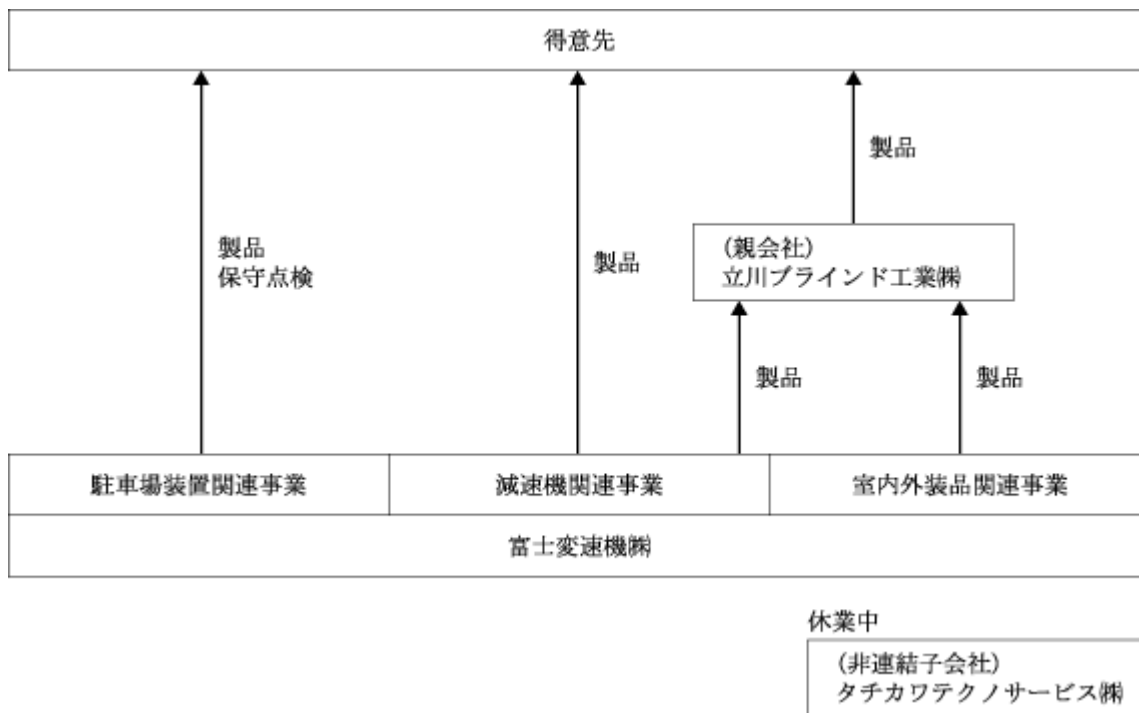 得意先
製品
(親会社)
立川ブラインド工業㈱
製品
保守点検
製品
製品
製品
駐車場装置関連事業
減速機関連事業
室内外装品関連事業
富士変速機㈱
休業中
(非連結子会社)
タチカワテクノサービス㈱